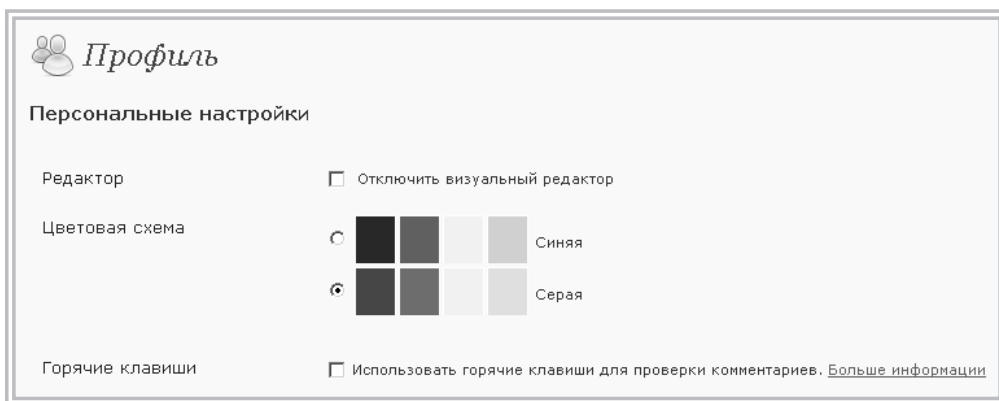 Профиль
Персональные настройки
Редактор
Отключить визуальный редактор
Цветовая схема
Синяя
Серая
Горячие клавиши
Использовать горячие клавиши для проверки комментариев. Больше информации